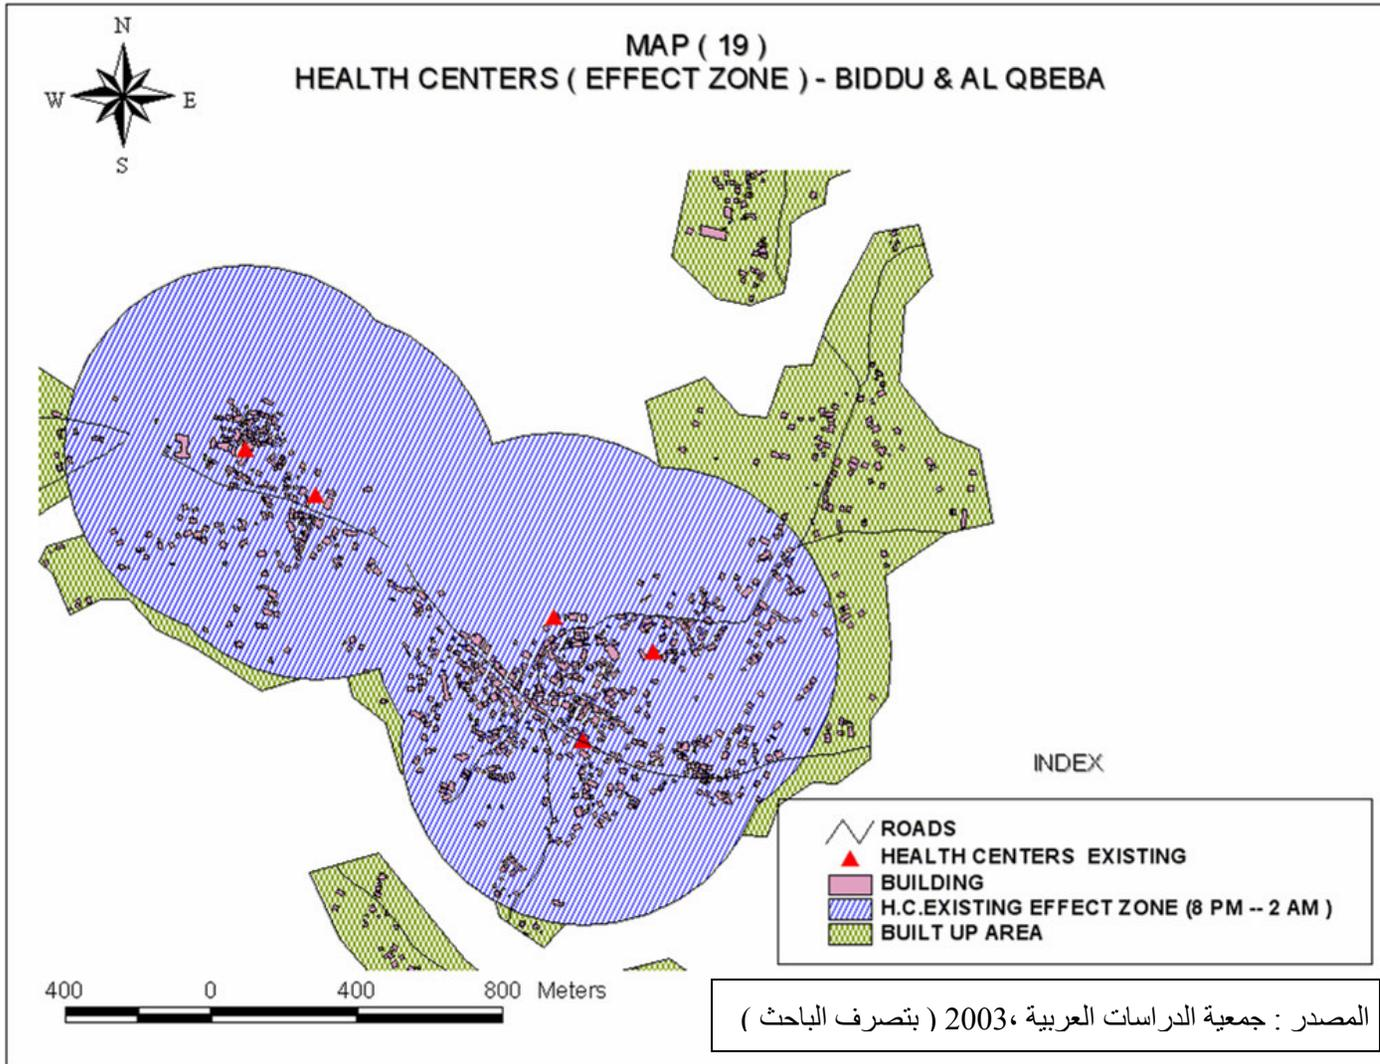 N
W E
S
MAP ( 19 )
HEALTH CENTERS ( EFFECT ZONE ) - BIDDU & AL QBEBA
INDEX
ROADS
HEALTH CENTERS EXISTING
BUILDING
H.C.EXISTING EFFECT ZONE (8 PM -- 2 AM )
BUILT UP AREA
400 0 400 800 Meters
المصدر : جمعية الدراسات العربية ،2003 ( بتصرف الباحث )